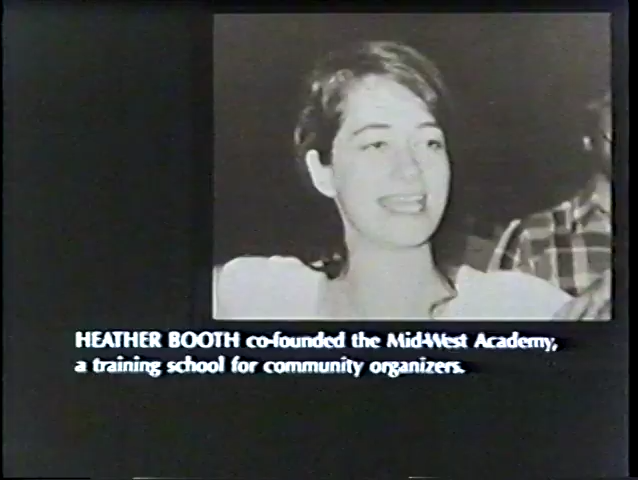 HEATHER BOOTH co-founded the Mid-West Academy,
a training school for community organizers.